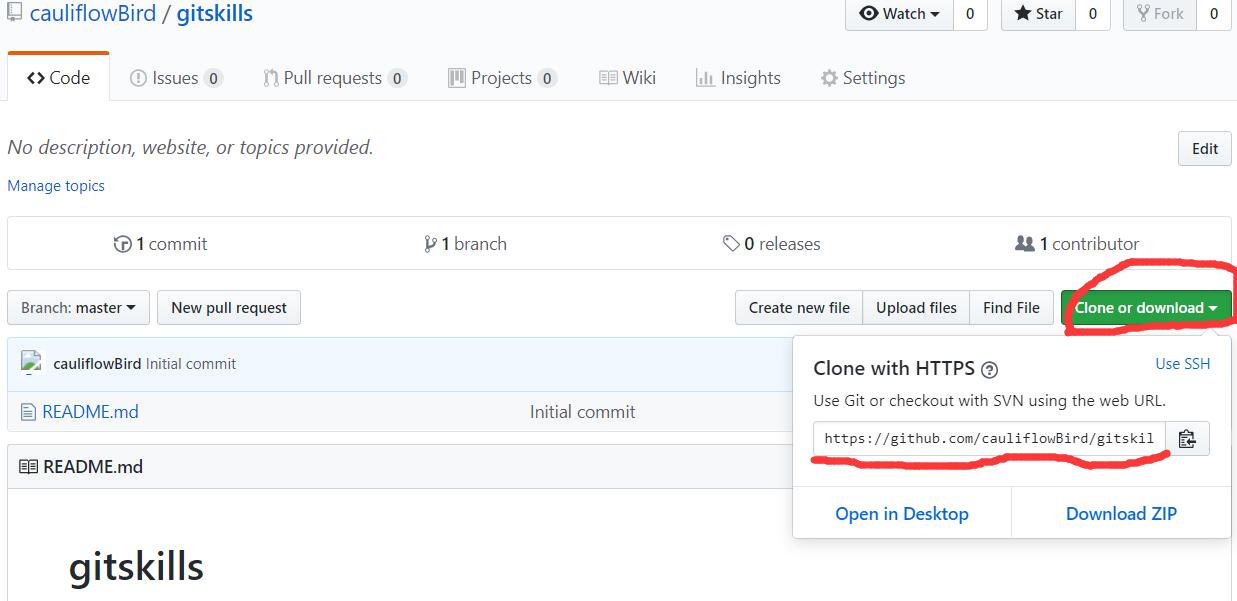 cauliflowBird / gitskills
Watch 0 Star 0 Fork 0
Code Issues 0 Pull requests 0 Projects 0 Wiki Insights Settings
No description, website, or topics provided.
Edit
Manage topics
1 commit 1 branch 0 releases 1 contributor
Branch: master New pull request Create new file Upload files Find File Clone or download
cauliflowBird Initial commit
README.md Initial commit
Clone with HTTPS ? Use SSH
Use Git or checkout with SVN using the web URL.
https://github.com/cauliflowBird/gitskil
Open in Desktop Download ZIP
README.md
gitskills